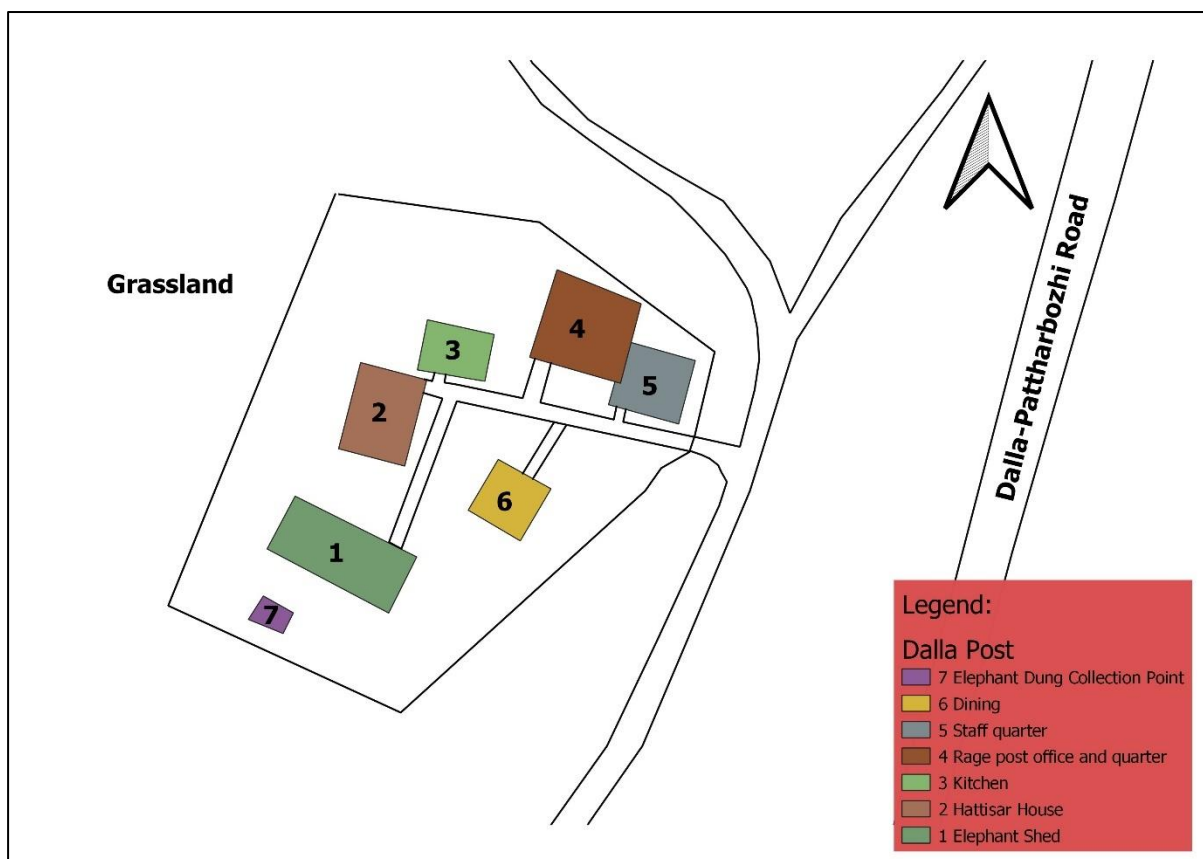 Grassland
4
3
5
2
6
1
7
Dalla-Pattharbozhi Road
Legend:
Dalla Post
7 Elephant Dung Collection Point
6 Dining
5 Staff quarter
4 Rage post office and quarter
3 Kitchen
2 Hattisar House
1 Elephant Shed